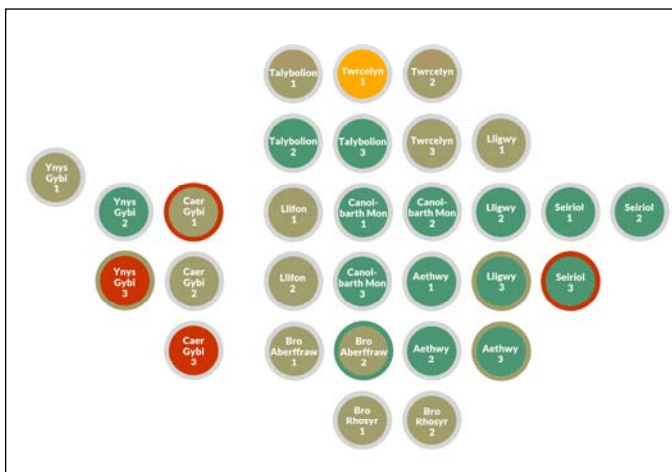 Talybolion
1
Twrcelyn
1
Twrcelyn
2
Talybolion
2
Talybolion
3
Twrcelyn
3
Lligwy
1
Ynys
Gybi
1
Ynys
Gybi
2
Caer
Gybi
1
Llifon
1
Canol-
barth Mon
1
Canol-
barth Mon
2
Lligwy
2
Seiriol
1
Seiriol
2
Ynys
Gybi
3
Caer
Gybi
2
Llifon
2
Canol-
barth Mon
3
Aethwy
1
Lligwy
3
Seiriol
3
Caer
Gybi
3
Bro
Aberffraw
1
Bro
Aberffraw
2
Aethwy
2
Aethwy
3
Bro
Rhosyr
1
Bro
Rhosyr
2